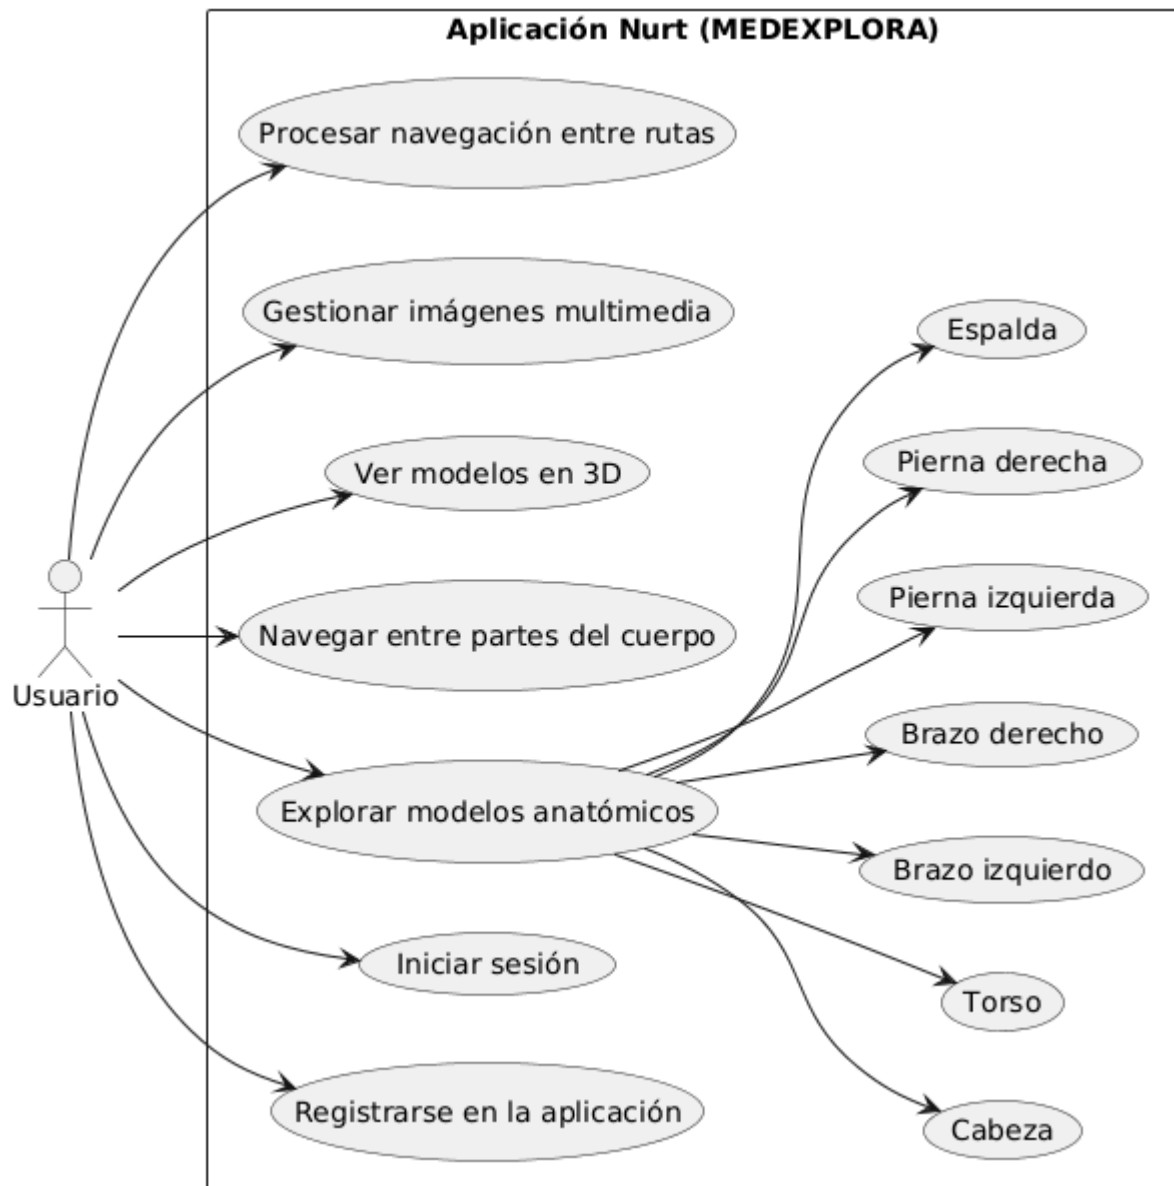 Aplicación Nurt (MEDEXPLORA)
Procesar navegación entre rutas
Gestionar imágenes multimedia
Espalda
Pierna derecha
Ver modelos en 3D
Pierna izquierda
Navegar entre partes del cuerpo
Usuario
Brazo derecho
Explorar modelos anatómicos
Brazo izquierdo
Iniciar sesión
Torso
Registrarse en la aplicación
Cabeza